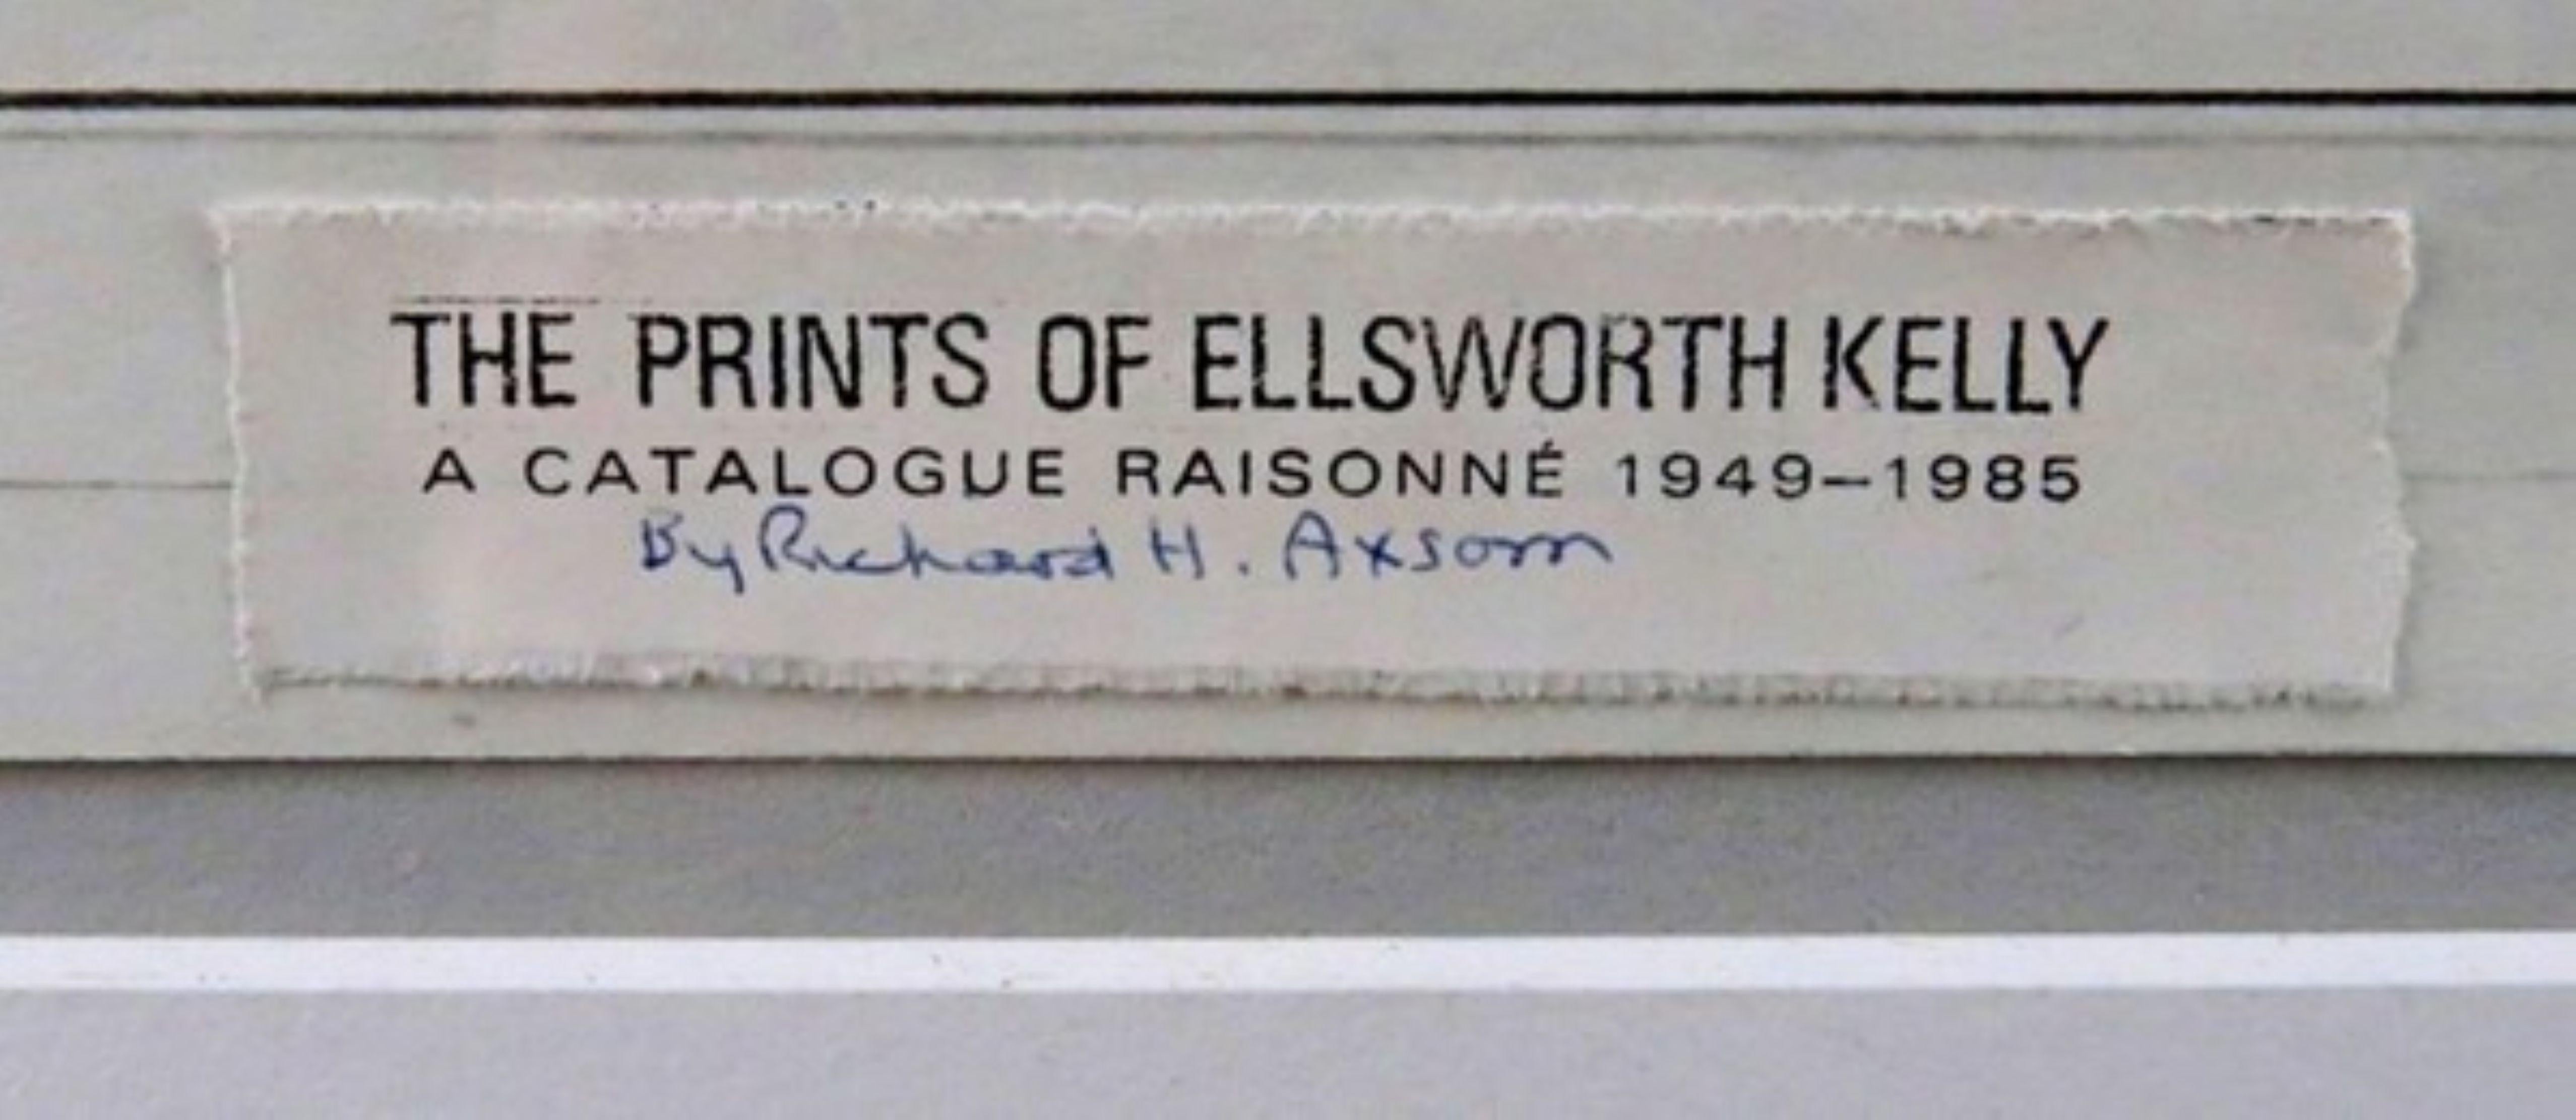 THE PRINTS OF ELLSWORTH KELLY
A CATALOGUE RAISONNÉ 1949–1985
By Richard H. Axsom